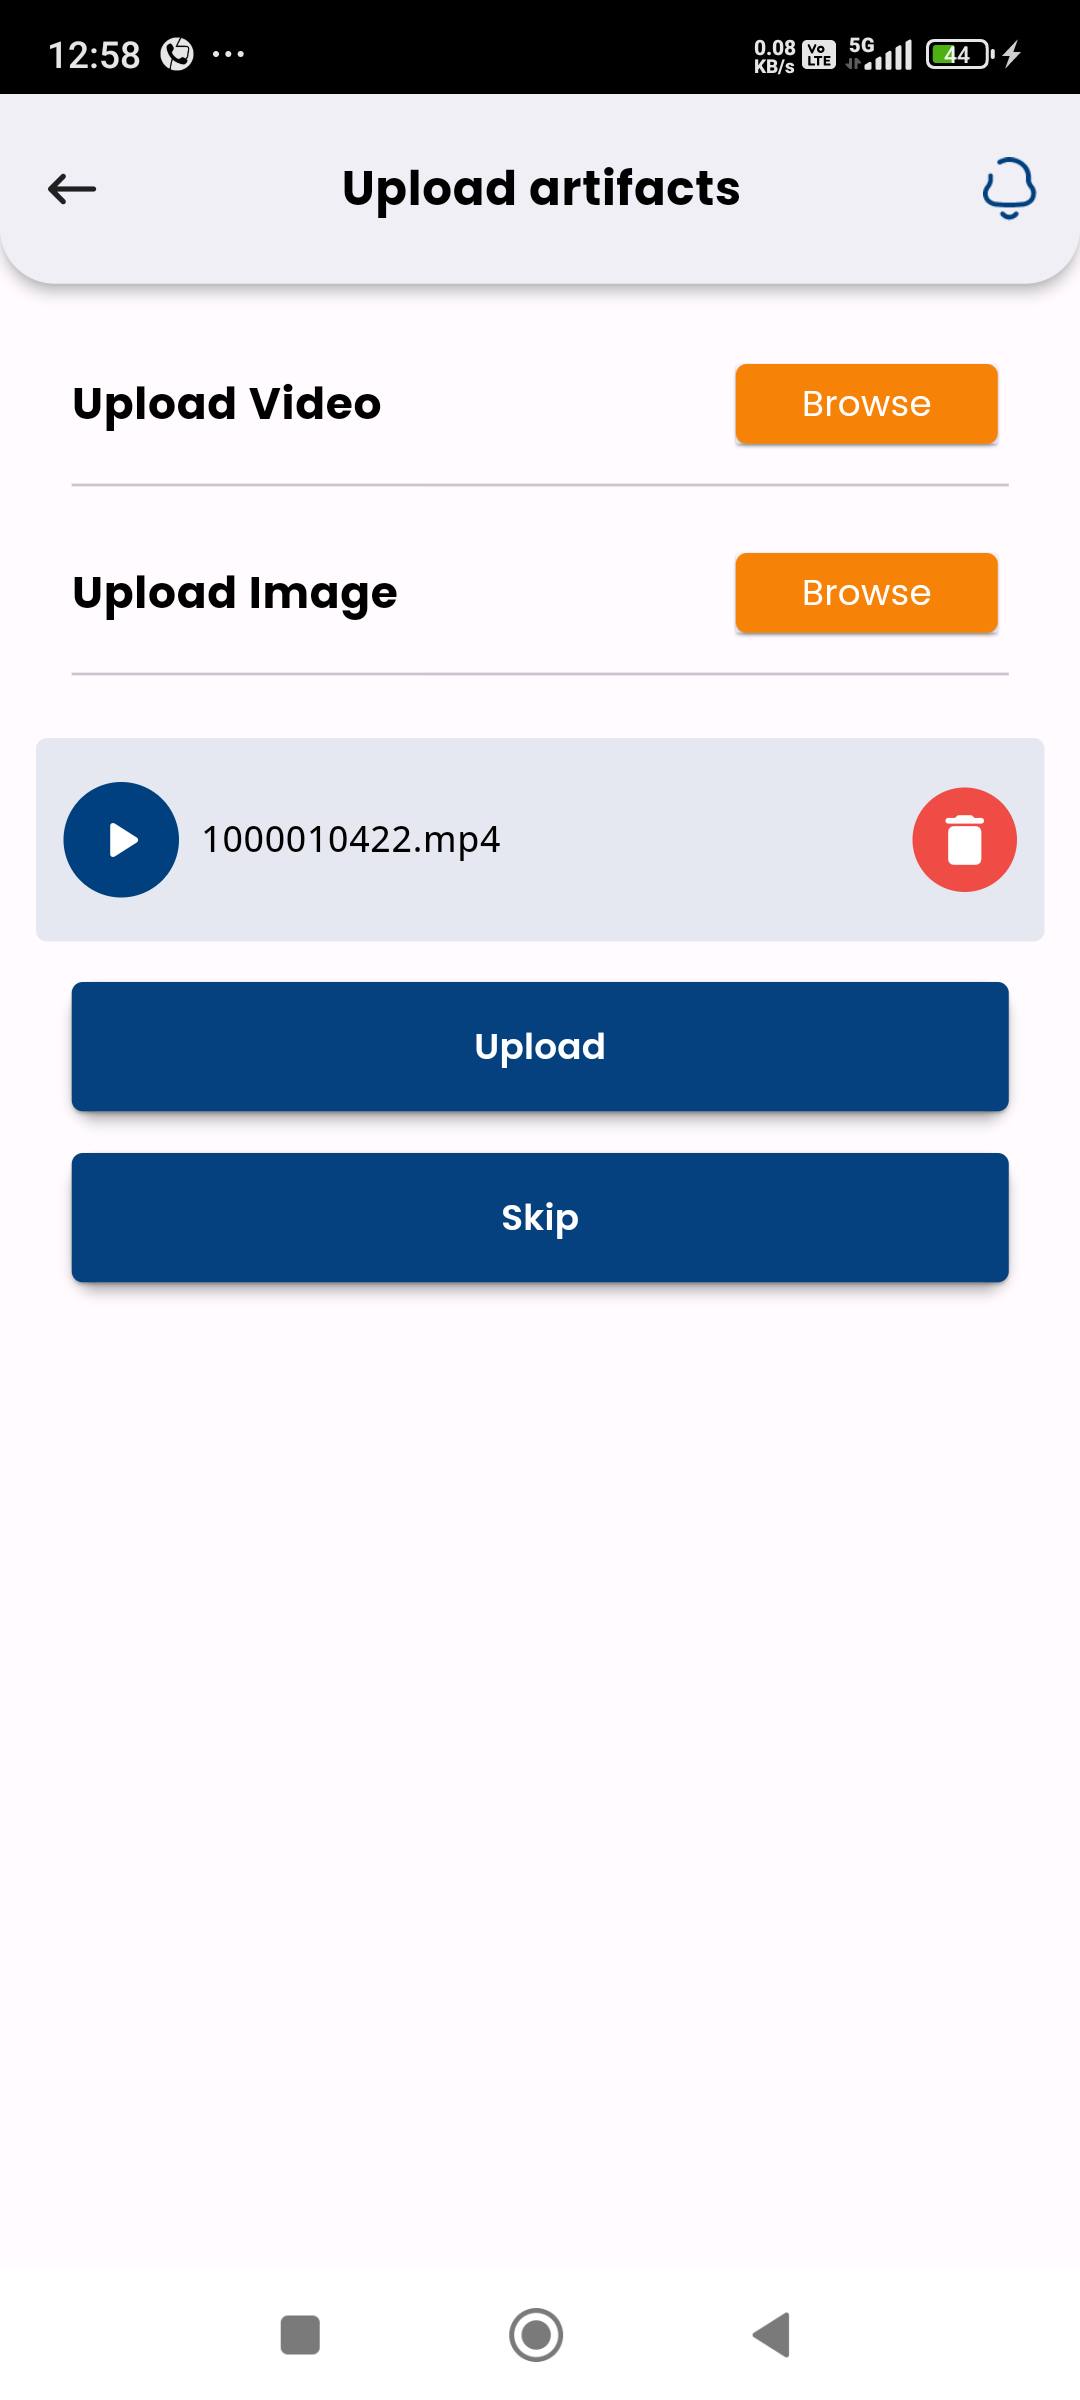 12:58
0.08
KB/s
Vo
LTE
5G
44
Upload artifacts
Upload Video
Browse
Upload Image
Browse
1000010422.mp4
Upload
Skip